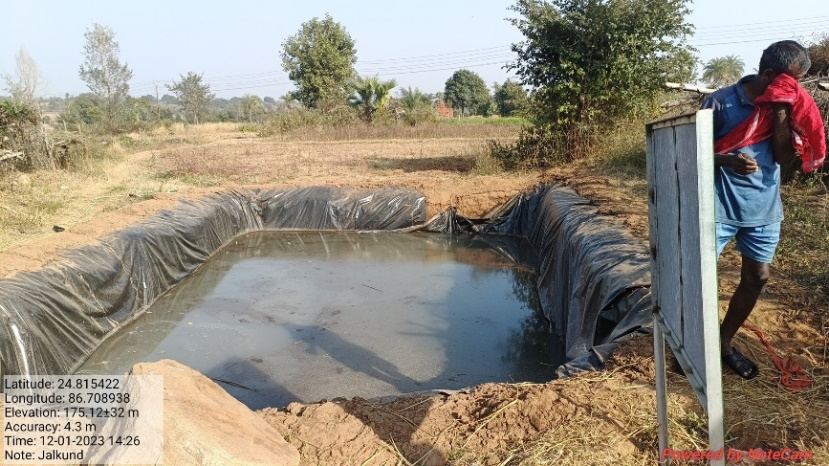 Latitude: 24.815422
Longitude: 86.708938
Elevation: 175.12±32 m
Accuracy: 4.3 m
Time: 12-01-2023 14:26
Note: Jalkund
Powered by NoteCam